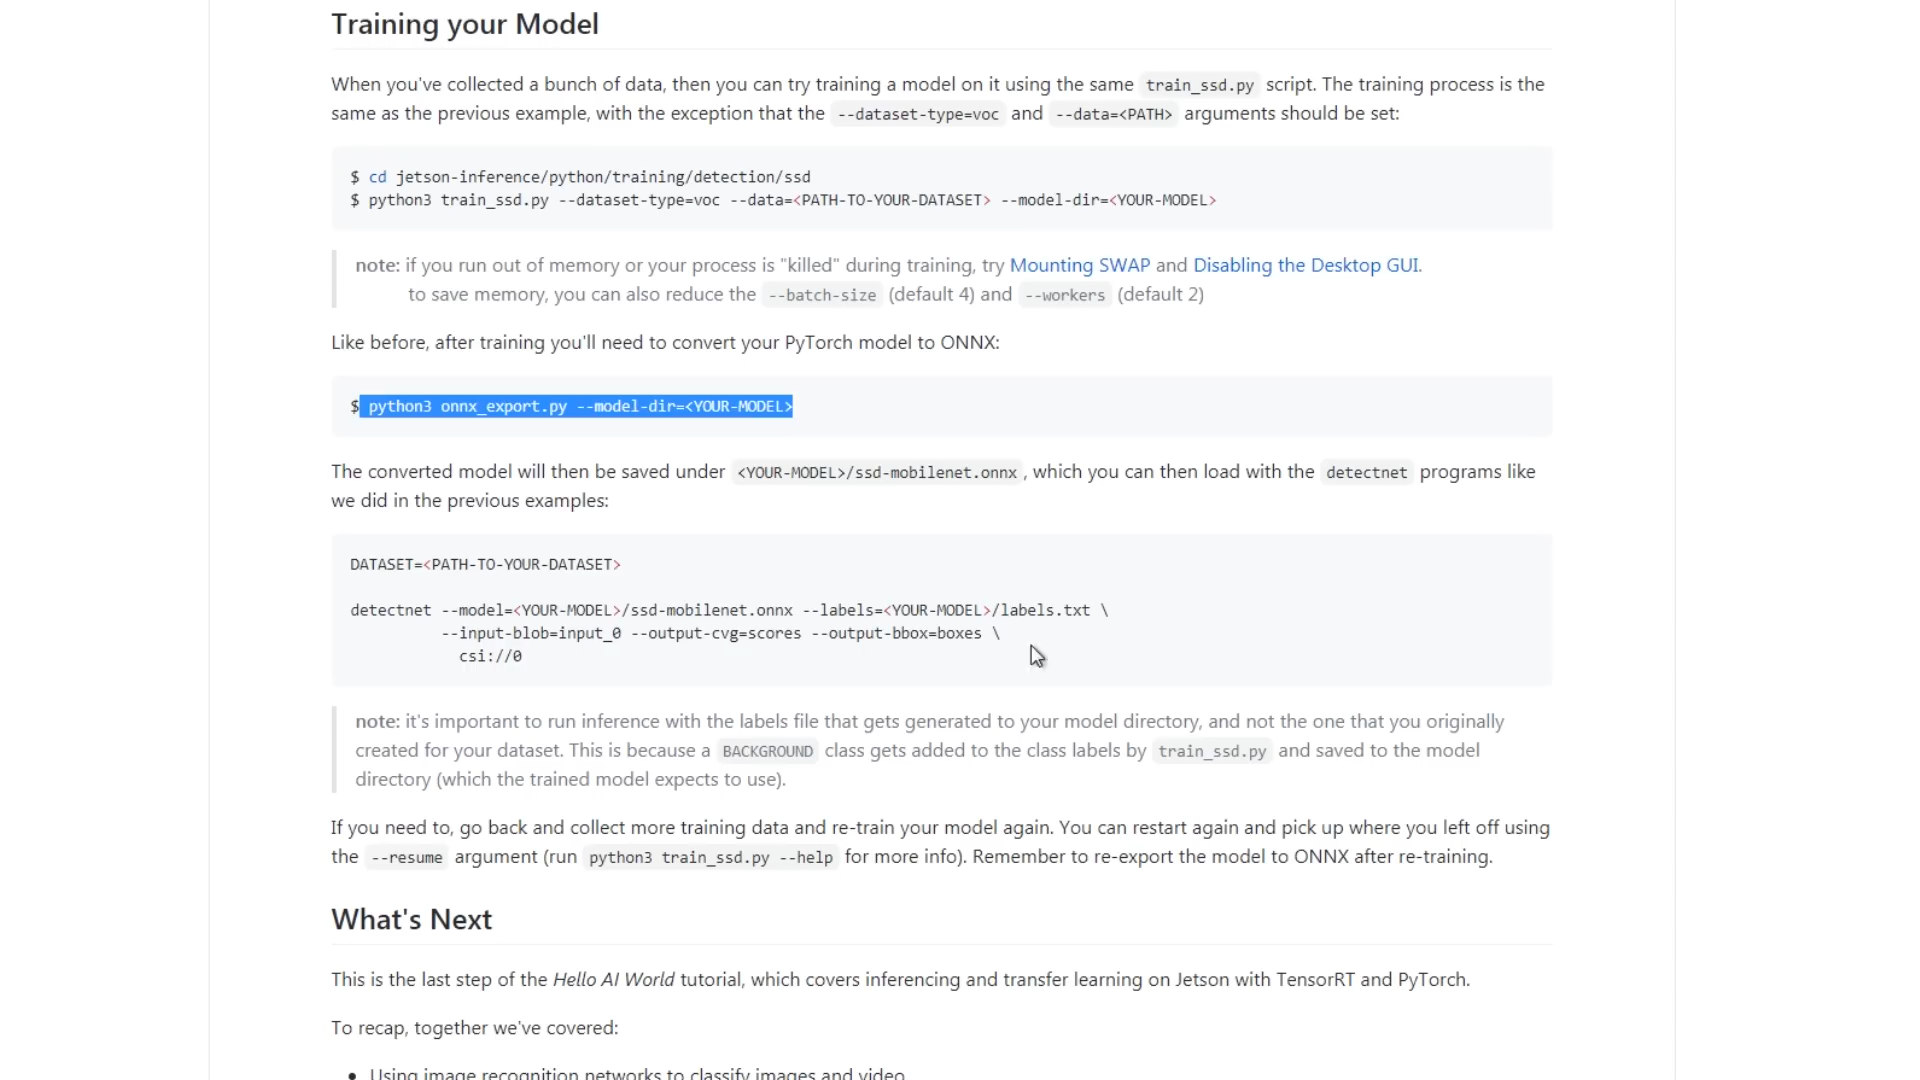 Training your Model
When you've collected a bunch of data, then you can try training a model on it using the same train_ssd.py script. The training process is the
same as the previous example, with the exception that the --dataset-type=voc and --data=<PATH> arguments should be set:
$ cd jetson-inference/python/training/detection/ssd
$ python3 train_ssd.py --dataset-type=voc --data=<PATH-TO-YOUR-DATASET> --model-dir=<YOUR-MODEL>
note: if you run out of memory or your process is "killed" during training, try Mounting SWAP and Disabling the Desktop GUI.
to save memory, you can also reduce the --batch-size (default 4) and --workers (default 2)
Like before, after training you'll need to convert your PyTorch model to ONNX:
$ python3 onnx_export.py --model-dir=<YOUR-MODEL>
The converted model will then be saved under <YOUR-MODEL>/ssd-mobilenet.onnx, which you can then load with the detectnet programs like
we did in the previous examples:
DATASET=<PATH-TO-YOUR-DATASET>
detectnet --model=<YOUR-MODEL>/ssd-mobilenet.onnx --labels=<YOUR-MODEL>/labels.txt \
--input-blob=input_0 --output-cvg=scores --output-bbox=boxes \
csi://0
note: it's important to run inference with the labels file that gets generated to your model directory, and not the one that you originally
created for your dataset. This is because a BACKGROUND class gets added to the class labels by train_ssd.py and saved to the model
directory (which the trained model expects to use).
If you need to, go back and collect more training data and re-train your model again. You can restart again and pick up where you left off using
the --resume argument (run python3 train_ssd.py --help for more info). Remember to re-export the model to ONNX after re-training.
What's Next
This is the last step of the Hello AI World tutorial, which covers inferencing and transfer learning on Jetson with TensorRT and PyTorch.
To recap, together we've covered:
• Using image recognition networks to classify images and video